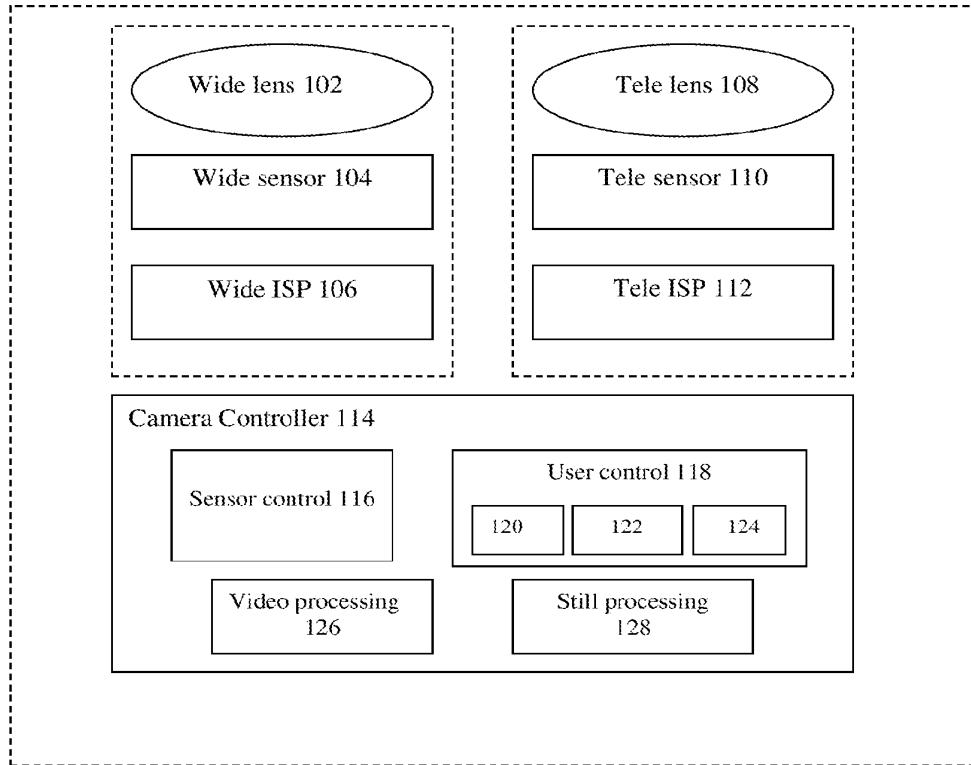 Wide lens 102
Tele lens 108
Wide sensor 104
Tele sensor 110
Wide ISP 106
Tele ISP 112
Camera Controller 114
Sensor control 116
User control 118
120
122
124
Video processing
126
Still processing
128